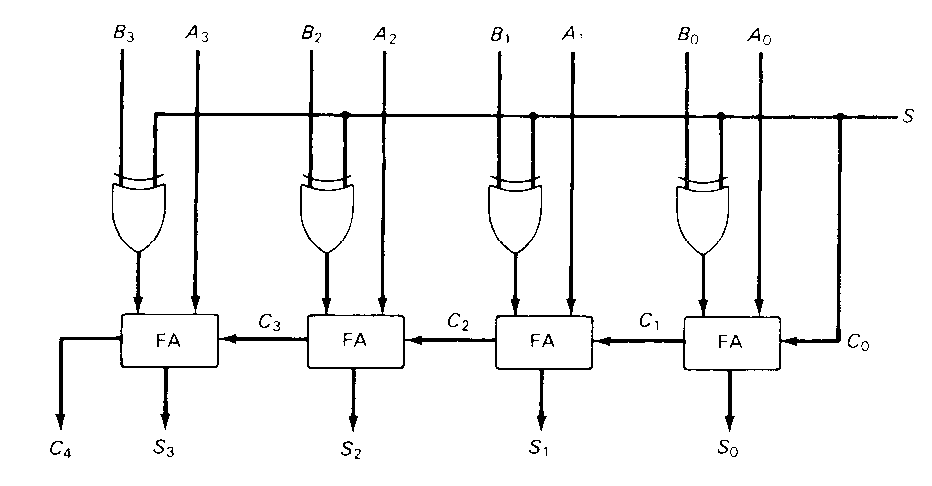 B3 A3 B2 A2 B1 A1 B0 A0
S
C3 C2 C1 C0
FA FA FA FA
C4 S3 S2 S1 S0